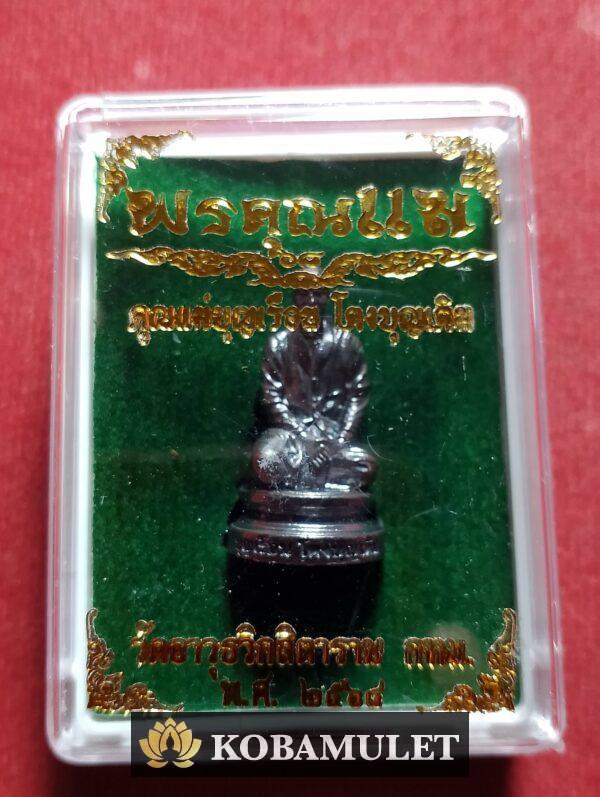 พรคุณแม่
๖๘
คุณแม่บุญเรือน โตงบุญเติม
วัดอาวุธวิกสิตาราม กทม.
พ.ศ. ๒๕๖๔
KOBAMULET